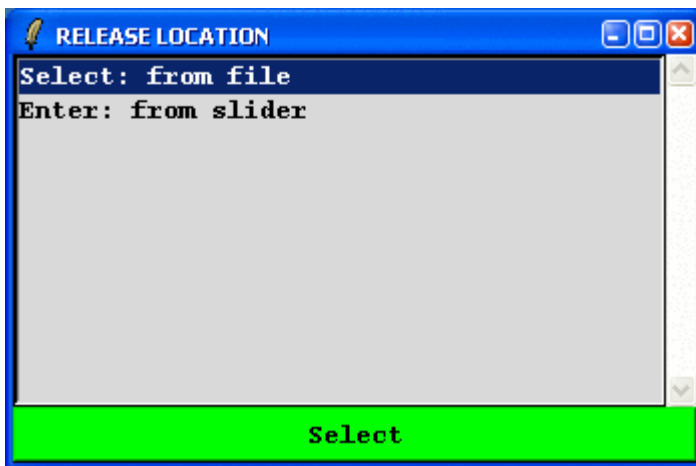 RELEASE LOCATION
Select: from file
Enter: from slider
Select